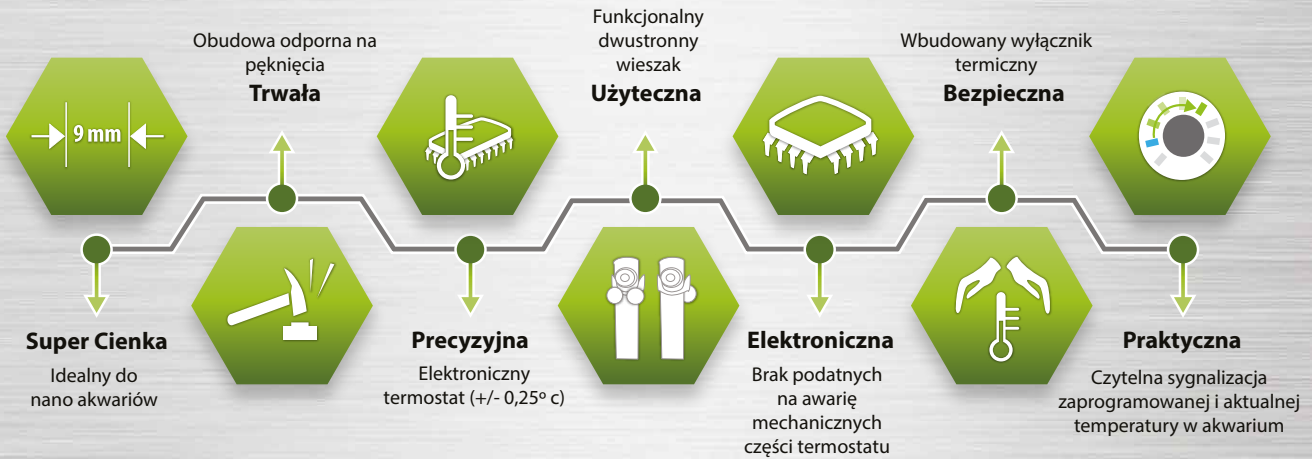 9 mm
Super Cienka
Idealny do
nano akwariów
Obudowa odporna na
pęknięcia
Trwała
Precyzyjna
Elektroniczny
termostat (+/- 0,25º c)
Funkcjonalny
dwustronny
wieszak
Użyteczna
Elektroniczna
Brak podatnych
na awarię
mechanicznych
części termostatu
Wbudowany wyłącznik
termiczny
Bezpieczna
Praktyczna
Czytelna sygnalizacja
zaprogramowanej i aktualnej
temperatury w akwarium